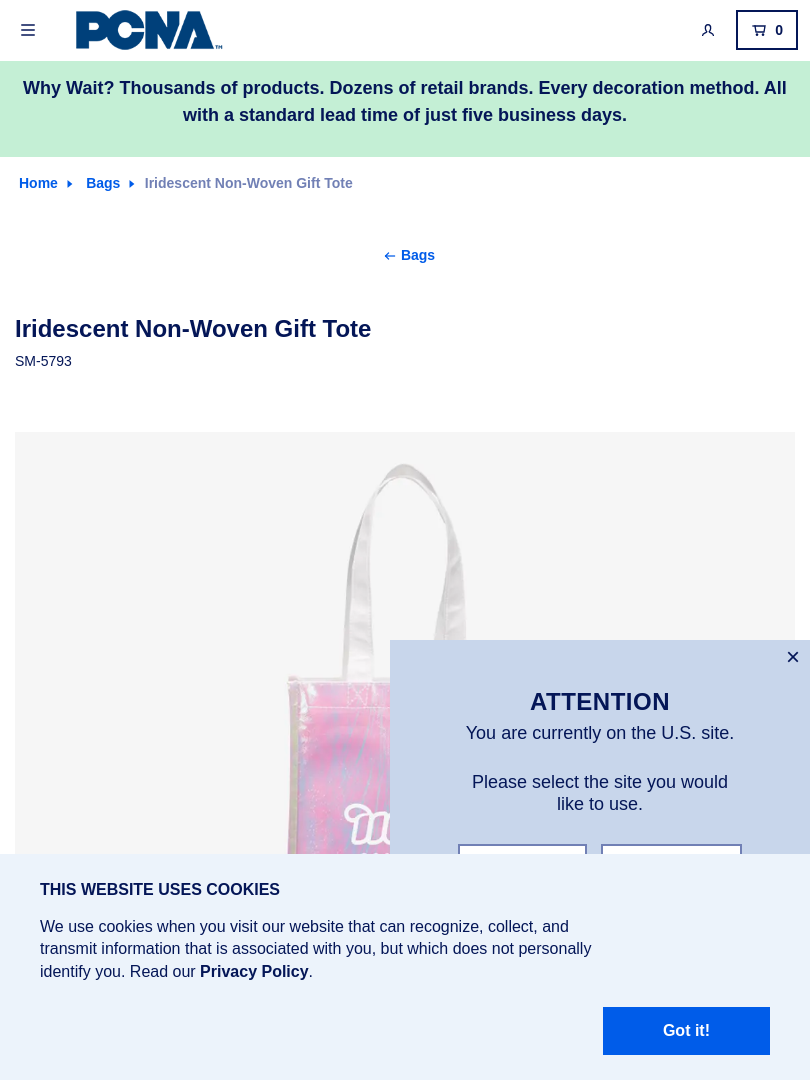 PCNA™
0
Why Wait? Thousands of products. Dozens of retail brands. Every decoration method. All
with a standard lead time of just five business days.
Home Bags Iridescent Non-Woven Gift Tote
← Bags
Iridescent Non-Woven Gift Tote
SM-5793
ATTENTION
You are currently on the U.S. site.
Please select the site you would
like to use.
THIS WEBSITE USES COOKIES
We use cookies when you visit our website that can recognize, collect, and
transmit information that is associated with you, but which does not personally
identify you. Read our Privacy Policy.
Got it!